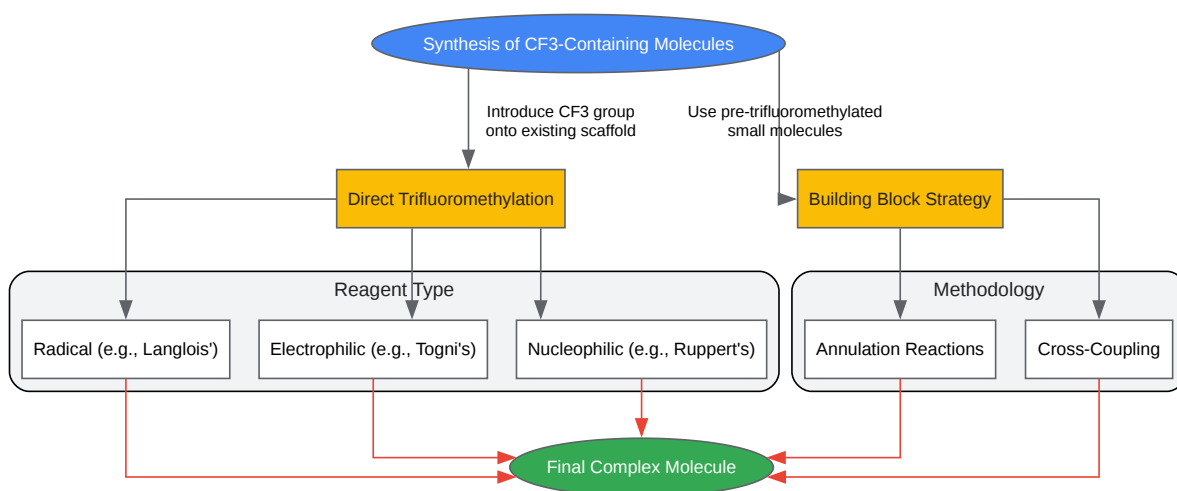 Synthesis of CF3-Containing Molecules
Introduce CF3 group
onto existing scaffold
Use pre-trifluoromethylated
small molecules
Direct Trifluoromethylation
Building Block Strategy
Reagent Type
Methodology
Radical (e.g., Langlois')
Electrophilic (e.g., Togni's)
Nucleophilic (e.g., Ruppert's)
Annulation Reactions
Cross-Coupling
Final Complex Molecule